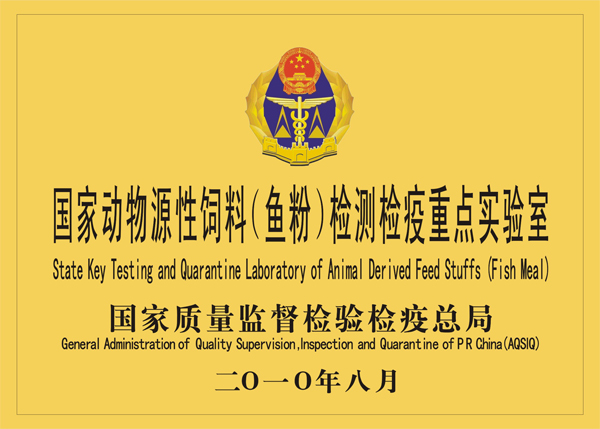 国家动物源性饲料(鱼粉)检测检疫重点实验室
State Key Testing and Quarantine Laboratory of Animal Derived Feed Stuffs (Fish Meal)
国家质量监督检验检疫总局
General Administration of Quality Supervision,Inspection and Quarantine of P R China(AQSIQ)
二O一O年八月